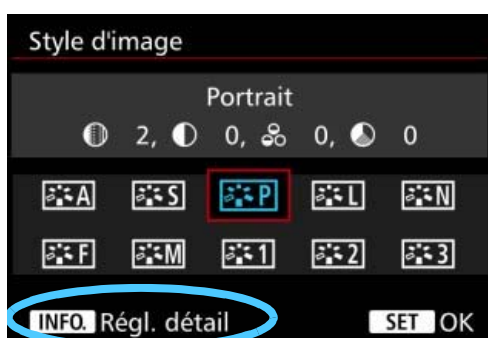 Style d'image
Portrait
2, 0, 0, 0
A S P L N
F M 1 2 3
INFO. Régl. détail SET OK